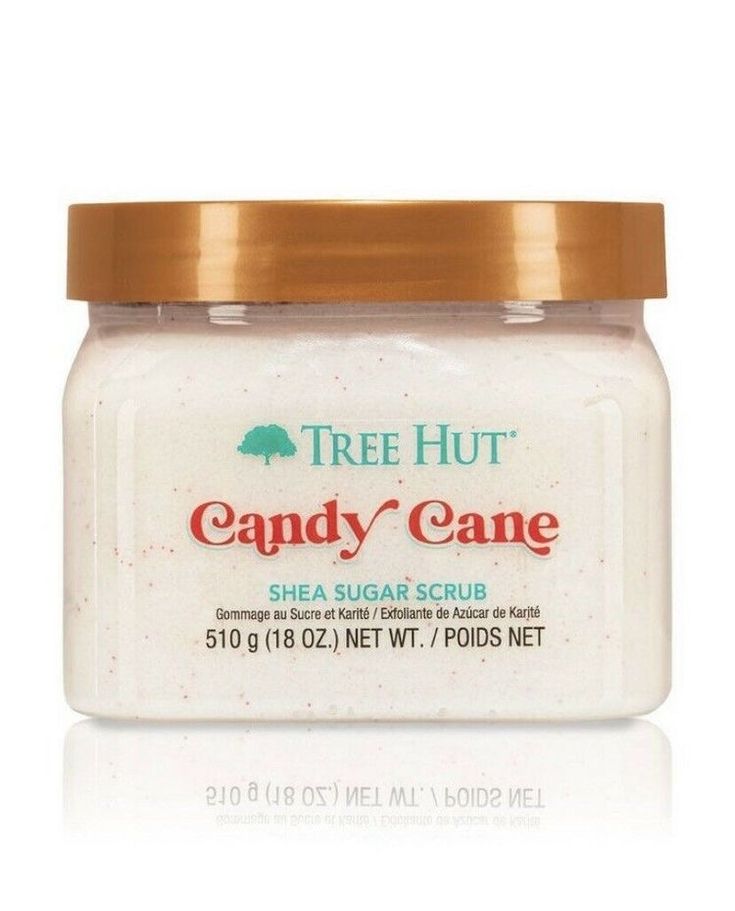 TREE HUT®
Candy Cane
SHEA SUGAR SCRUB
Gommage au Sucre et Karité / Exfoliante de Azúcar de Karité
510 g (18 OZ.) NET WT. / POIDS NET